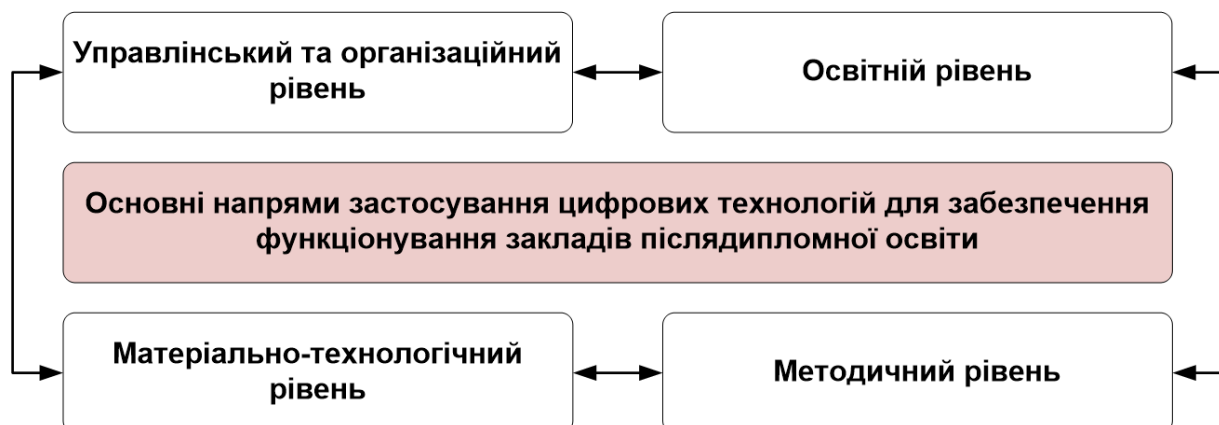 Управлінський та організаційний
рівень
Освітній рівень
Основні напрями застосування цифрових технологій для забезпечення
функціонування закладів післядипломної освіти
Матеріально-технологічний
рівень
Методичний рівень